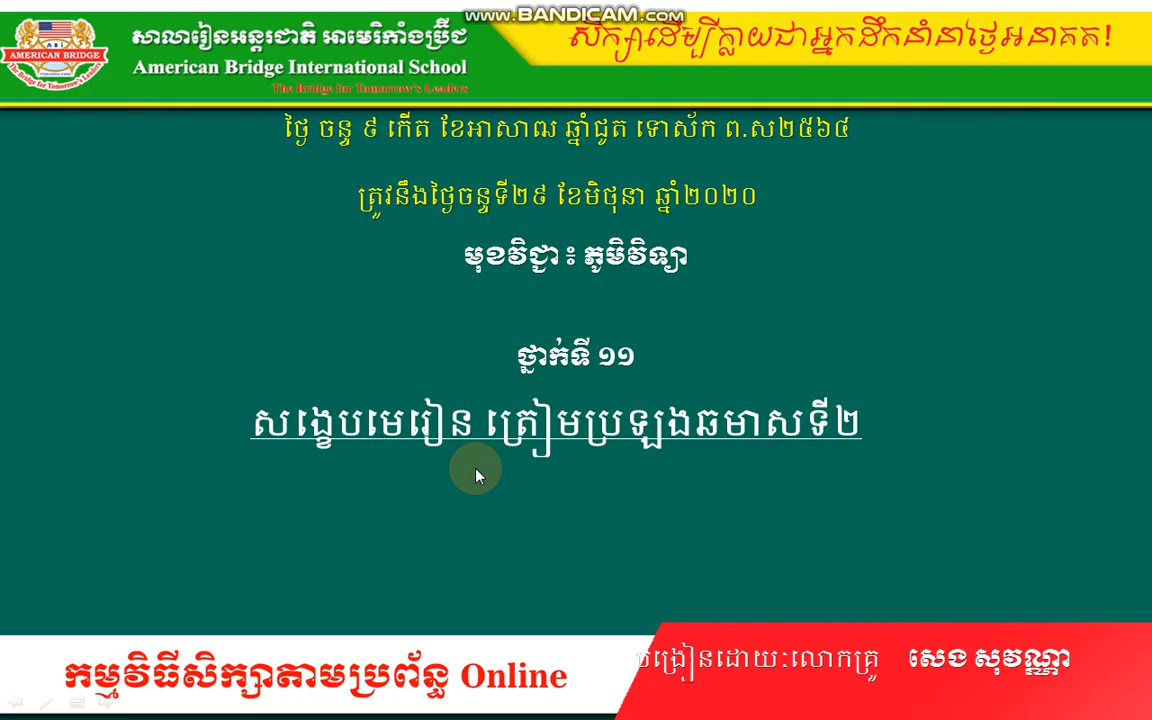 www.BANDICAM.com
សាលារៀនអន្តរជាតិ អាមេរិកាំងប្រ៊ីជ
សិក្សាដើម្បីក្លាយជាអ្នកដឹកនាំនាថ្ងៃអនាគត!
American Bridge International School
The Bridge for Tomorrow's Leaders
ABI
AMERICAN BRIDGE
The Bridge for Tomorrow's Leaders
ថ្ងៃ ចន្ទ ៩ កើត ខែអាសាឍ ឆ្នាំជូត ទោស័ក ព.ស២៥៦៤
ត្រូវនឹងថ្ងៃចន្ទទី២៩ ខែមិថុនា ឆ្នាំ២០២០
មុខវិជ្ជា៖ ភូមិវិទ្យា
ថ្នាក់ទី ១១
សង្ខេបមេរៀន ត្រៀមប្រឡងឆមាសទី២
កម្មវិធីសិក្សាតាមប្រព័ន្ធ Online
បង្រៀនដោយៈលោកគ្រូ សេង សុវណ្ណា